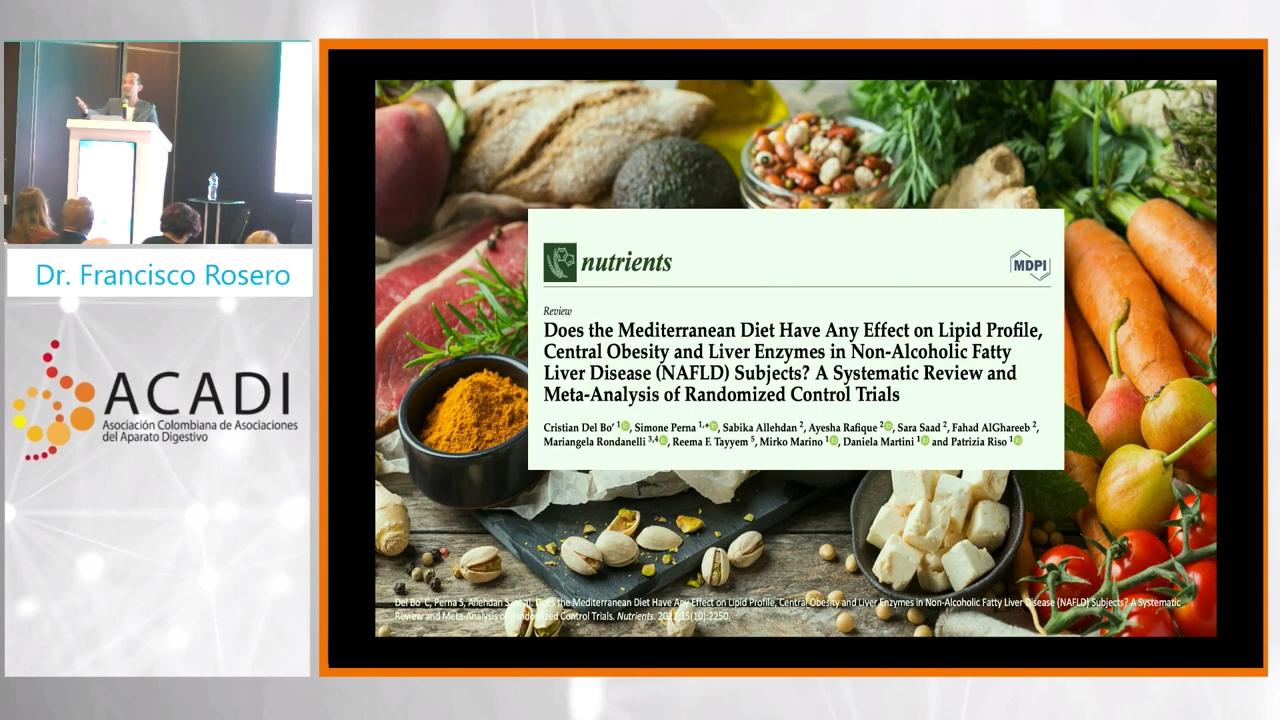 Dr. Francisco Rosero
ACADI
Asociación Colombiana de Asociaciones
del Aparato Digestivo
nutrients
MDPI
Review
Does the Mediterranean Diet Have Any Effect on Lipid Profile,
Central Obesity and Liver Enzymes in Non-Alcoholic Fatty
Liver Disease (NAFLD) Subjects? A Systematic Review and
Meta-Analysis of Randomized Control Trials
Cristian Del Bo' 1, Simone Perna 1,*, Sabika Allehdan 2, Ayesha Rafique 2, Sara Saad 2, Fahad AlGhareeb 2,
Mariangela Rondanelli 3,4, Reema F. Tayyem 5, Mirko Marino 1, Daniela Martini 1 and Patrizia Riso 1
Del Bo' C, Perna S, Allehdan S, et al. Does the Mediterranean Diet Have Any Effect on Lipid Profile, Central Obesity and Liver Enzymes in Non-Alcoholic Fatty Liver Disease (NAFLD) Subjects? A Systematic
Review and Meta-Analysis of Randomized Control Trials. Nutrients. 2023;15(10):2250.